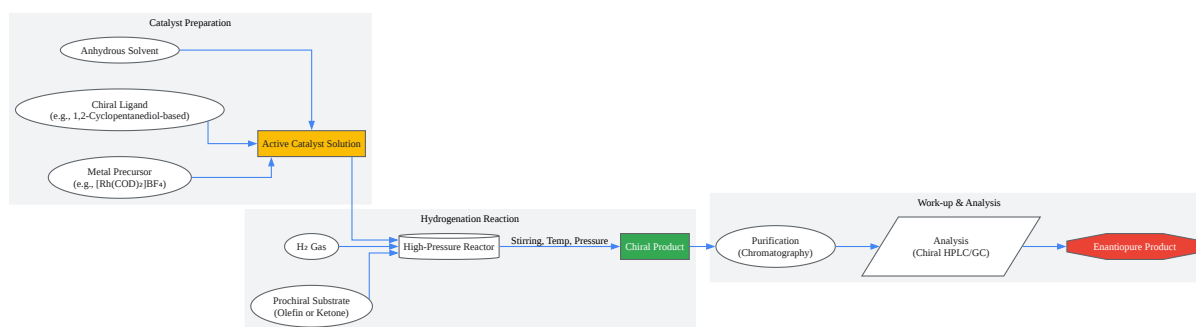 Catalyst Preparation
Anhydrous Solvent
Chiral Ligand
(e.g., 1,2-Cyclopentanediol-based)
Active Catalyst Solution
Metal Precursor
(e.g., [Rh(COD)₂]BF₄)
Hydrogenation Reaction
H₂ Gas
High-Pressure Reactor
Stirring, Temp, Pressure
Chiral Product
Prochiral Substrate
(Olefin or Ketone)
Work-up & Analysis
Purification
(Chromatography)
Analysis
(Chiral HPLC/GC)
Enantiopure Product